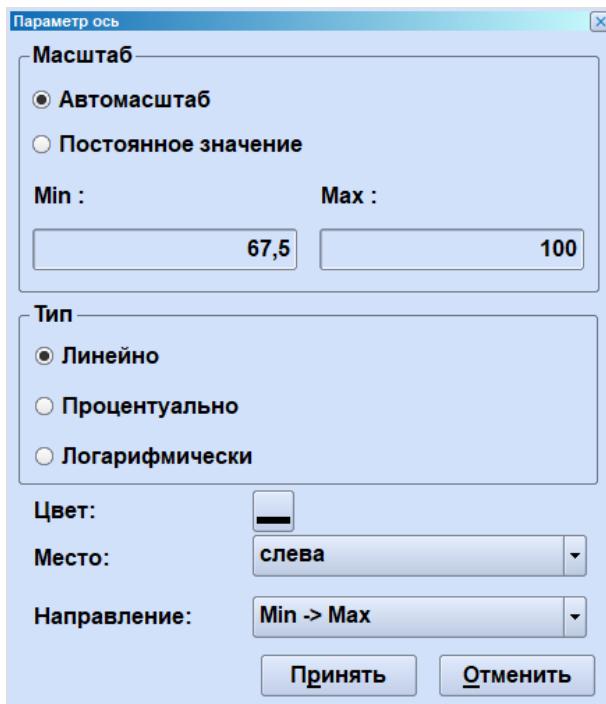 Параметр ось
Масштаб
Автомасштаб
Постоянное значение
Min : Max :
67,5 100
Тип
Линейно
Процентуально
Логарифмически
Цвет:
Место: слева
Направление: Min -> Max
Принять Отменить